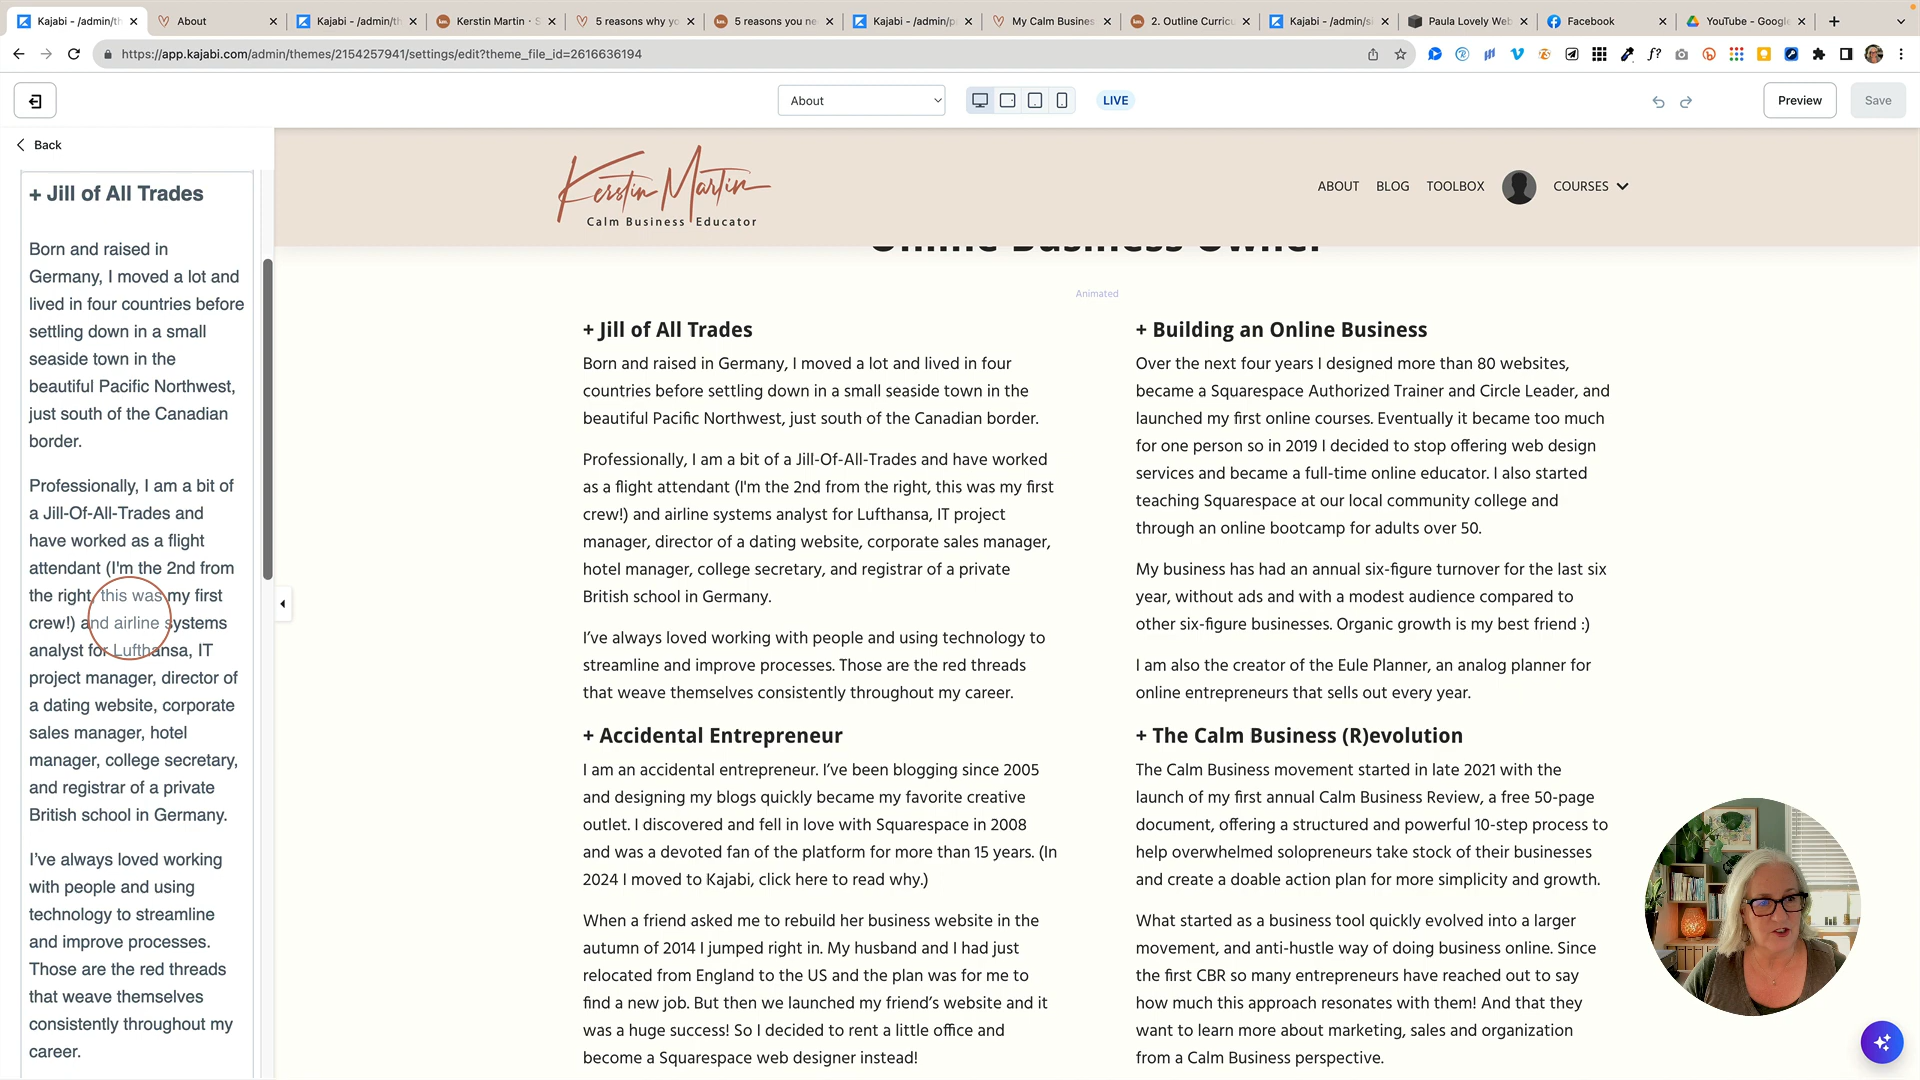 Kajabi - /admin/th
About
Kajabi - /admin/th
Kerstin Martin · S
5 reasons why yo
5 reasons you ne
Kajabi - /admin/p
My Calm Busines
2. Outline Curricu
Kajabi - /admin/si
Paula Lovely Web
Facebook
YouTube - Google
https://app.kajabi.com/admin/themes/2154257941/settings/edit?theme_file_id=2616636194
About
LIVE
Preview
Save
Back
+ Jill of All Trades
Born and raised in
Germany, I moved a lot and
lived in four countries before
settling down in a small
seaside town in the
beautiful Pacific Northwest,
just south of the Canadian
border.
Professionally, I am a bit of
a Jill-Of-All-Trades and
have worked as a flight
attendant (I'm the 2nd from
the right, this was my first
crew!) and airline systems
analyst for Lufthansa, IT
project manager, director of
a dating website, corporate
sales manager, hotel
manager, college secretary,
and registrar of a private
British school in Germany.
I've always loved working
with people and using
technology to streamline
and improve processes.
Those are the red threads
that weave themselves
consistently throughout my
career.
Kerstin Martin
Calm Business Educator
ABOUT
BLOG
TOOLBOX
COURSES
Online Business Owner
Animated
+ Jill of All Trades
Born and raised in Germany, I moved a lot and lived in four
countries before settling down in a small seaside town in the
beautiful Pacific Northwest, just south of the Canadian border.
Professionally, I am a bit of a Jill-Of-All-Trades and have worked
as a flight attendant (I'm the 2nd from the right, this was my first
crew!) and airline systems analyst for Lufthansa, IT project
manager, director of a dating website, corporate sales manager,
hotel manager, college secretary, and registrar of a private
British school in Germany.
I've always loved working with people and using technology to
streamline and improve processes. Those are the red threads
that weave themselves consistently throughout my career.
+ Accidental Entrepreneur
I am an accidental entrepreneur. I've been blogging since 2005
and designing my blogs quickly became my favorite creative
outlet. I discovered and fell in love with Squarespace in 2008
and was a devoted fan of the platform for more than 15 years. (In
2024 I moved to Kajabi, click here to read why.)
When a friend asked me to rebuild her business website in the
autumn of 2014 I jumped right in. My husband and I had just
relocated from England to the US and the plan was for me to
find a new job. But then we launched my friend's website and it
was a huge success! So I decided to rent a little office and
become a Squarespace web designer instead!
+ Building an Online Business
Over the next four years I designed more than 80 websites,
became a Squarespace Authorized Trainer and Circle Leader, and
launched my first online courses. Eventually it became too much
for one person so in 2019 I decided to stop offering web design
services and became a full-time online educator. I also started
teaching Squarespace at our local community college and
through an online bootcamp for adults over 50.
My business has had an annual six-figure turnover for the last six
year, without ads and with a modest audience compared to
other six-figure businesses. Organic growth is my best friend :)
I am also the creator of the Eule Planner, an analog planner for
online entrepreneurs that sells out every year.
+ The Calm Business (R)evolution
The Calm Business movement started in late 2021 with the
launch of my first annual Calm Business Review, a free 50-page
document, offering a structured and powerful 10-step process to
help overwhelmed solopreneurs take stock of their businesses
and create a doable action plan for more simplicity and growth.
What started as a business tool quickly evolved into a larger
movement, and anti-hustle way of doing business online. Since
the first CBR so many entrepreneurs have reached out to say
how much this approach resonates with them! And that they
want to learn more about marketing, sales and organization
from a Calm Business perspective.